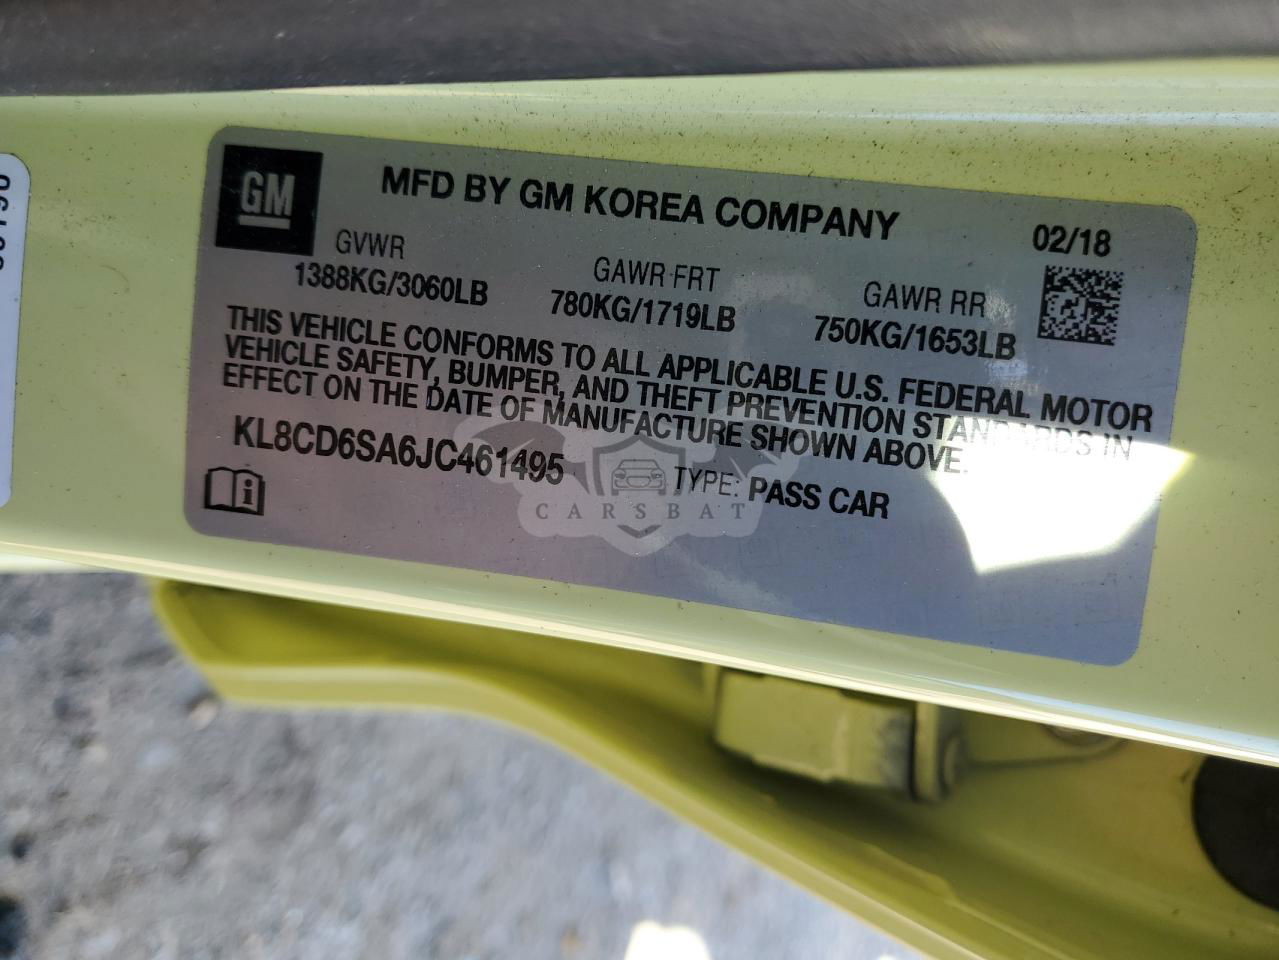 GM
MFD BY GM KOREA COMPANY
02/18
GVWR
GAWR FRT
GAWR RR
1388KG/3060LB
780KG/1719LB
750KG/1653LB
THIS VEHICLE CONFORMS TO ALL APPLICABLE U.S. FEDERAL MOTOR
VEHICLE SAFETY, BUMPER, AND THEFT PREVENTION STANDARDS IN
EFFECT ON THE DATE OF MANUFACTURE SHOWN ABOVE.
KL8CD6SA6JC461495
TYPE: PASS CAR
CARSBAT